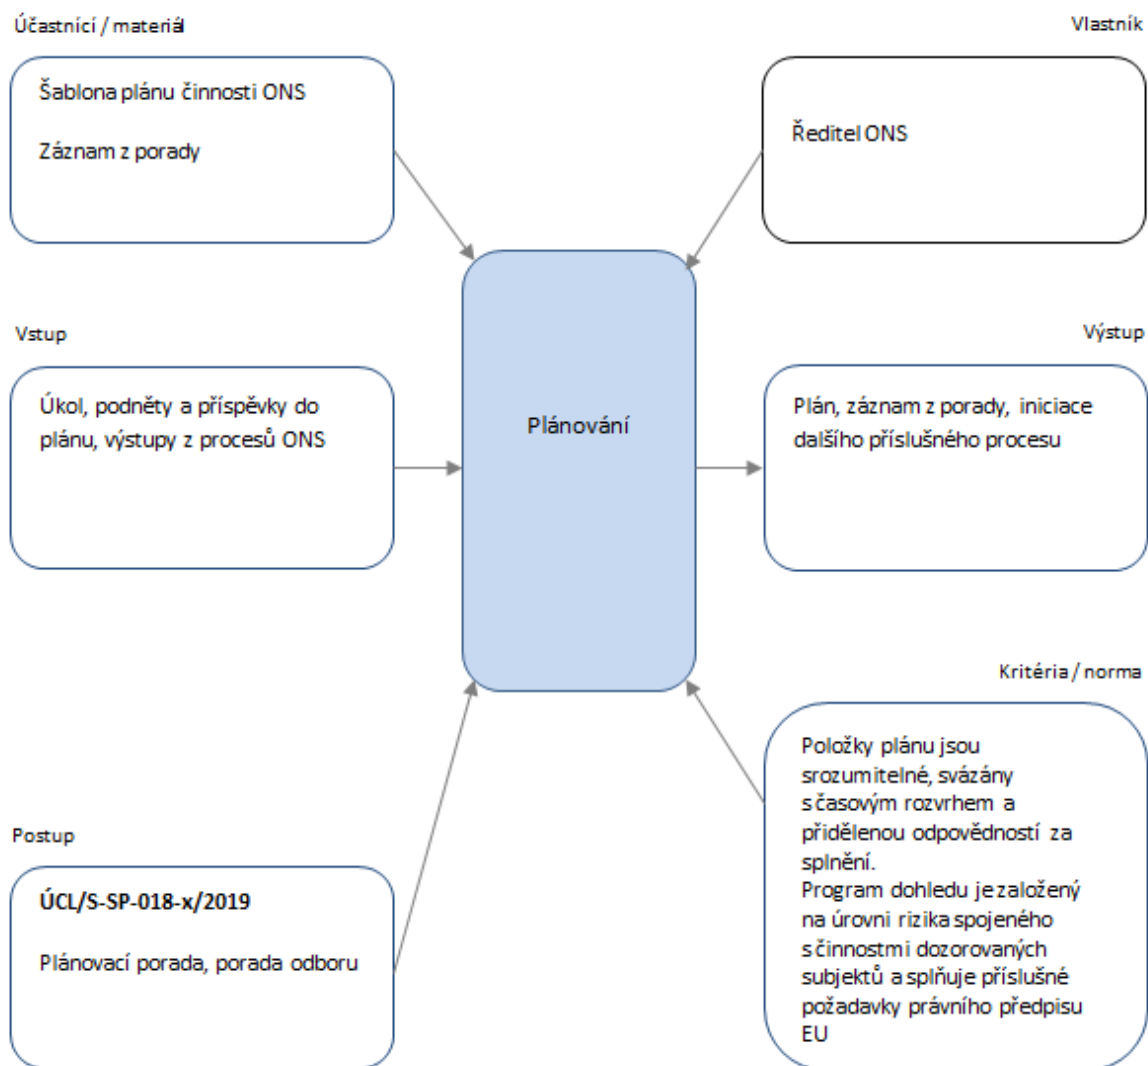 Účastnící / materiál
Vlastník
Šablona plánu činnosti ONS
Záznam z porady
Ředitel ONS
Vstup
Výstup
Úkol, podněty a příspěvky do
plánu, výstupy z procesů ONS
Plánování
Plán, záznam z porady, iniciace
dalšího příslušného procesu
Kritéria / norma
Položky plánu jsou
srozumitelné, svázány
s časovým rozvrhem a
přidělenou odpovědností za
splnění.
Program dohledu je založený
na úrovni rizika spojeného
s činnostmi dozorovaných
subjektů a splňuje příslušné
požadavky právního předpisu
EU
Postup
ÚCL/S-SP-018-x/2019
Plánovací porada, porada odboru